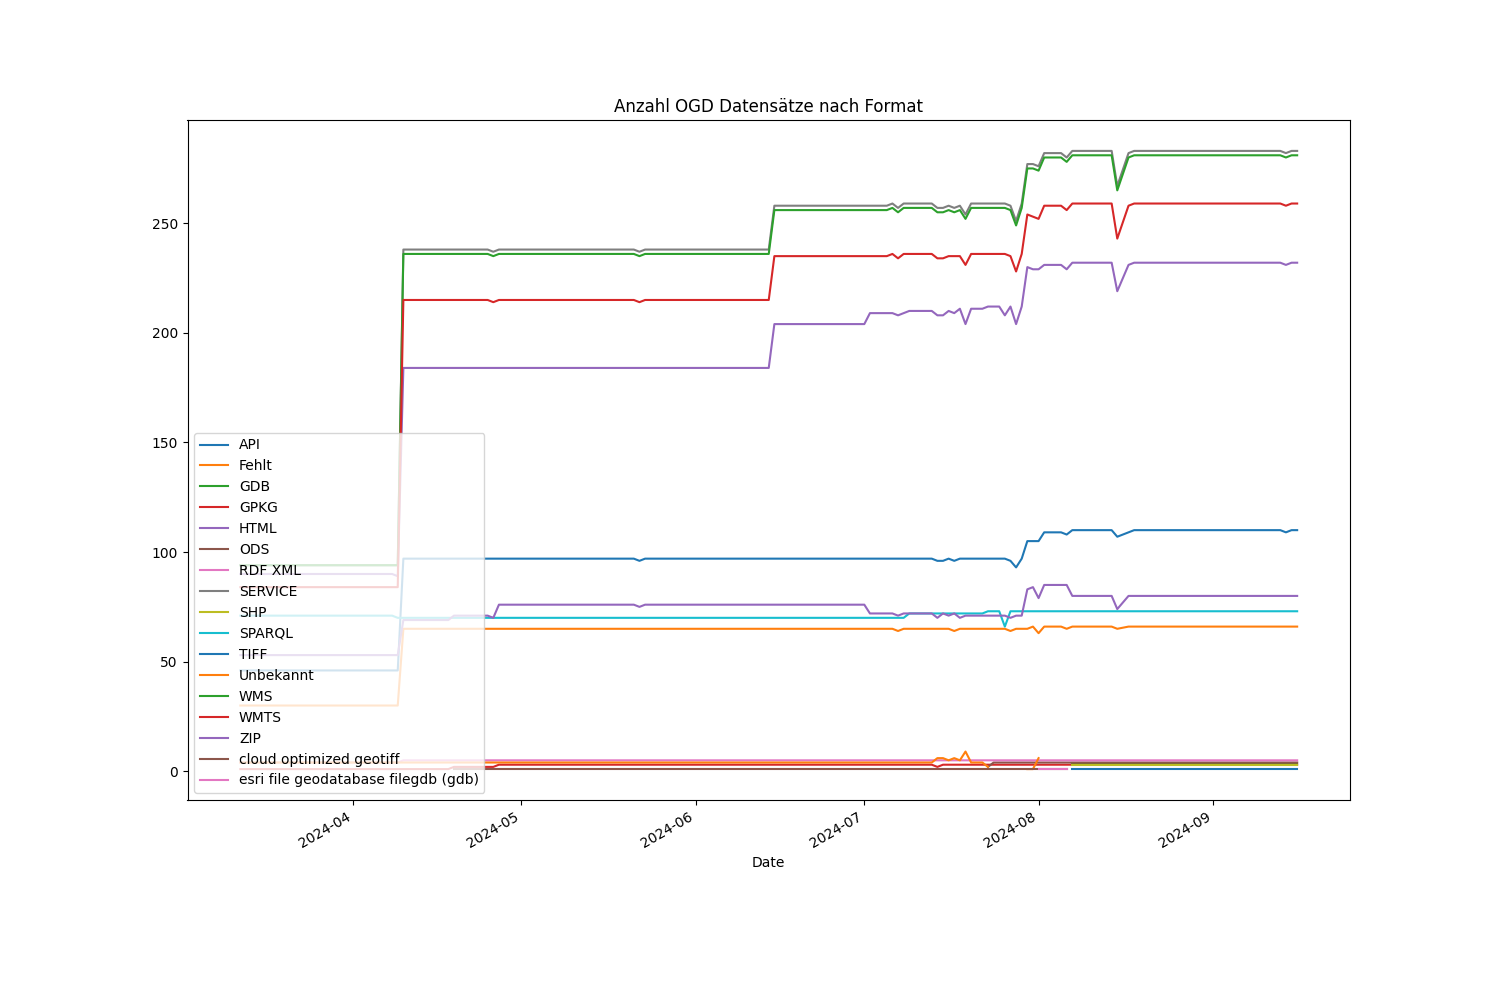 Anzahl OGD Datensätze nach Format
250
200
150
100
50
0
API
Fehlt
GDB
GPKG
HTML
ODS
RDF XML
SERVICE
SHP
SPARQL
TIFF
Unbekannt
WMS
WMTS
ZIP
cloud optimized geotiff
esri file geodatabase filegdb (gdb)
2024-04
2024-05
2024-06
2024-07
2024-08
2024-09
Date